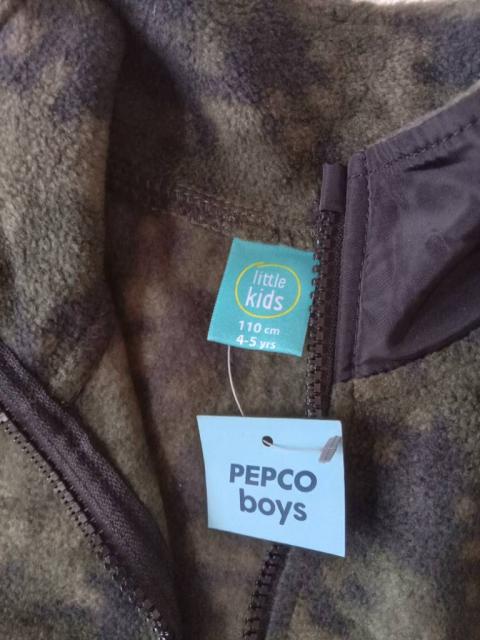 little
kids
110 cm
4-5 yrs
PEPCO
boys